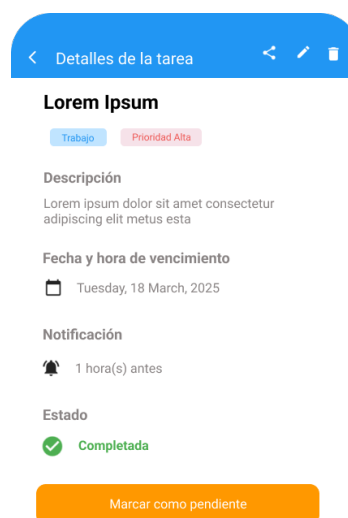 Detalles de la tarea
Lorem Ipsum
Trabajo
Prioridad Alta
Descripción
Lorem ipsum dolor sit amet consectetur
adipiscing elit metus esta
Fecha y hora de vencimiento
Tuesday, 18 March, 2025
Notificación
1 hora(s) antes
Estado
Completada
Marcar como pendiente